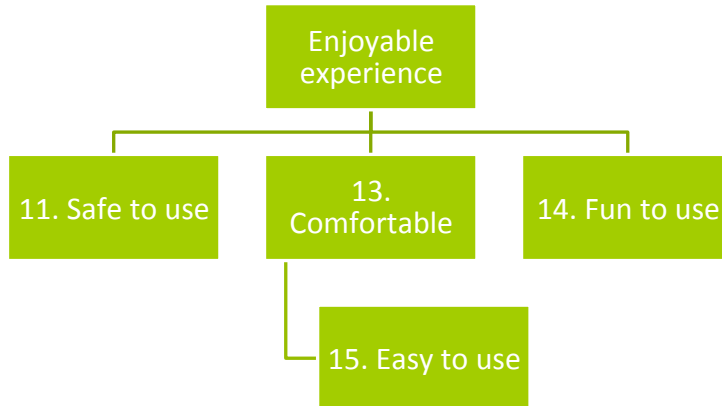 Enjoyable
experience
11. Safe to use
13.
Comfortable
14. Fun to use
15. Easy to use